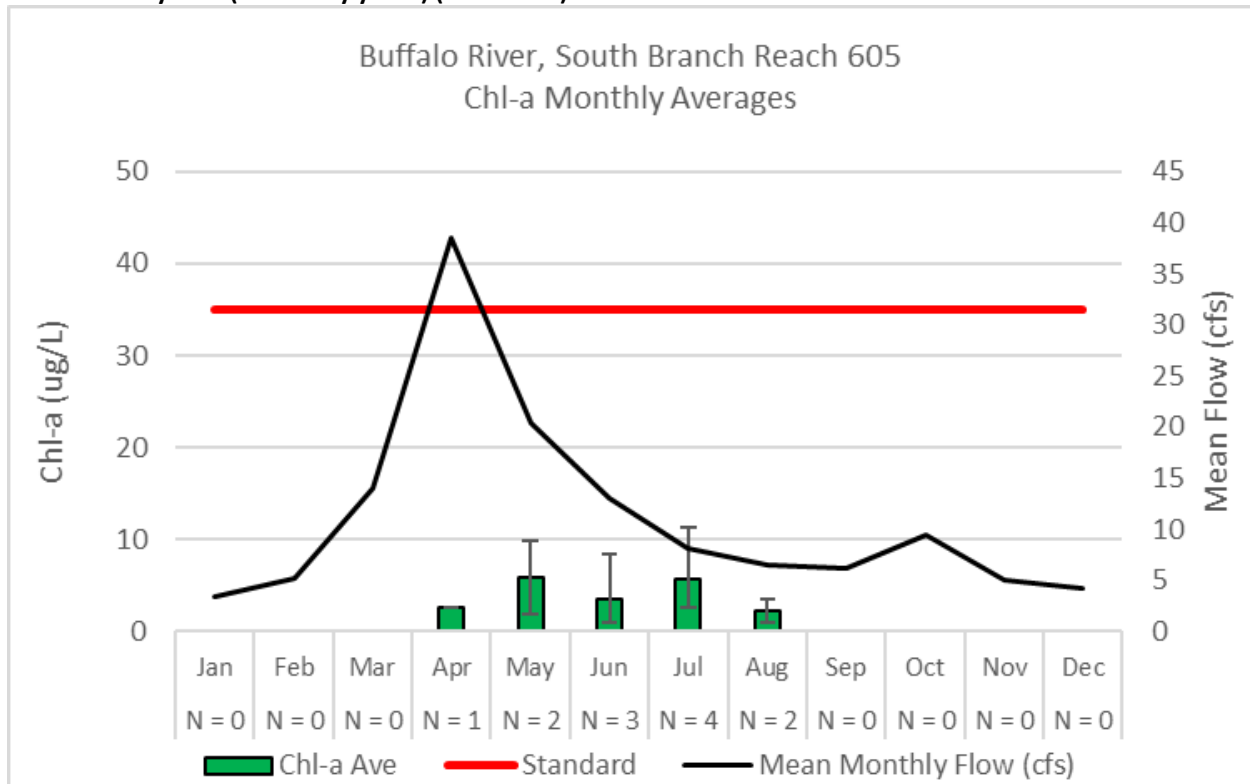 Buffalo River, South Branch Reach 605
Chl-a Monthly Averages
50 45
40
40 35
30
30 25
20
20 15
10
10 5
0 0
Chl-a (ug/L)
Mean Flow (cfs)
Jan Feb Mar Apr May Jun Jul Aug Sep Oct Nov Dec
N = 0 N = 0 N = 0 N = 1 N = 2 N = 3 N = 4 N = 2 N = 0 N = 0 N = 0 N = 0
Chl-a Ave Standard Mean Monthly Flow (cfs)